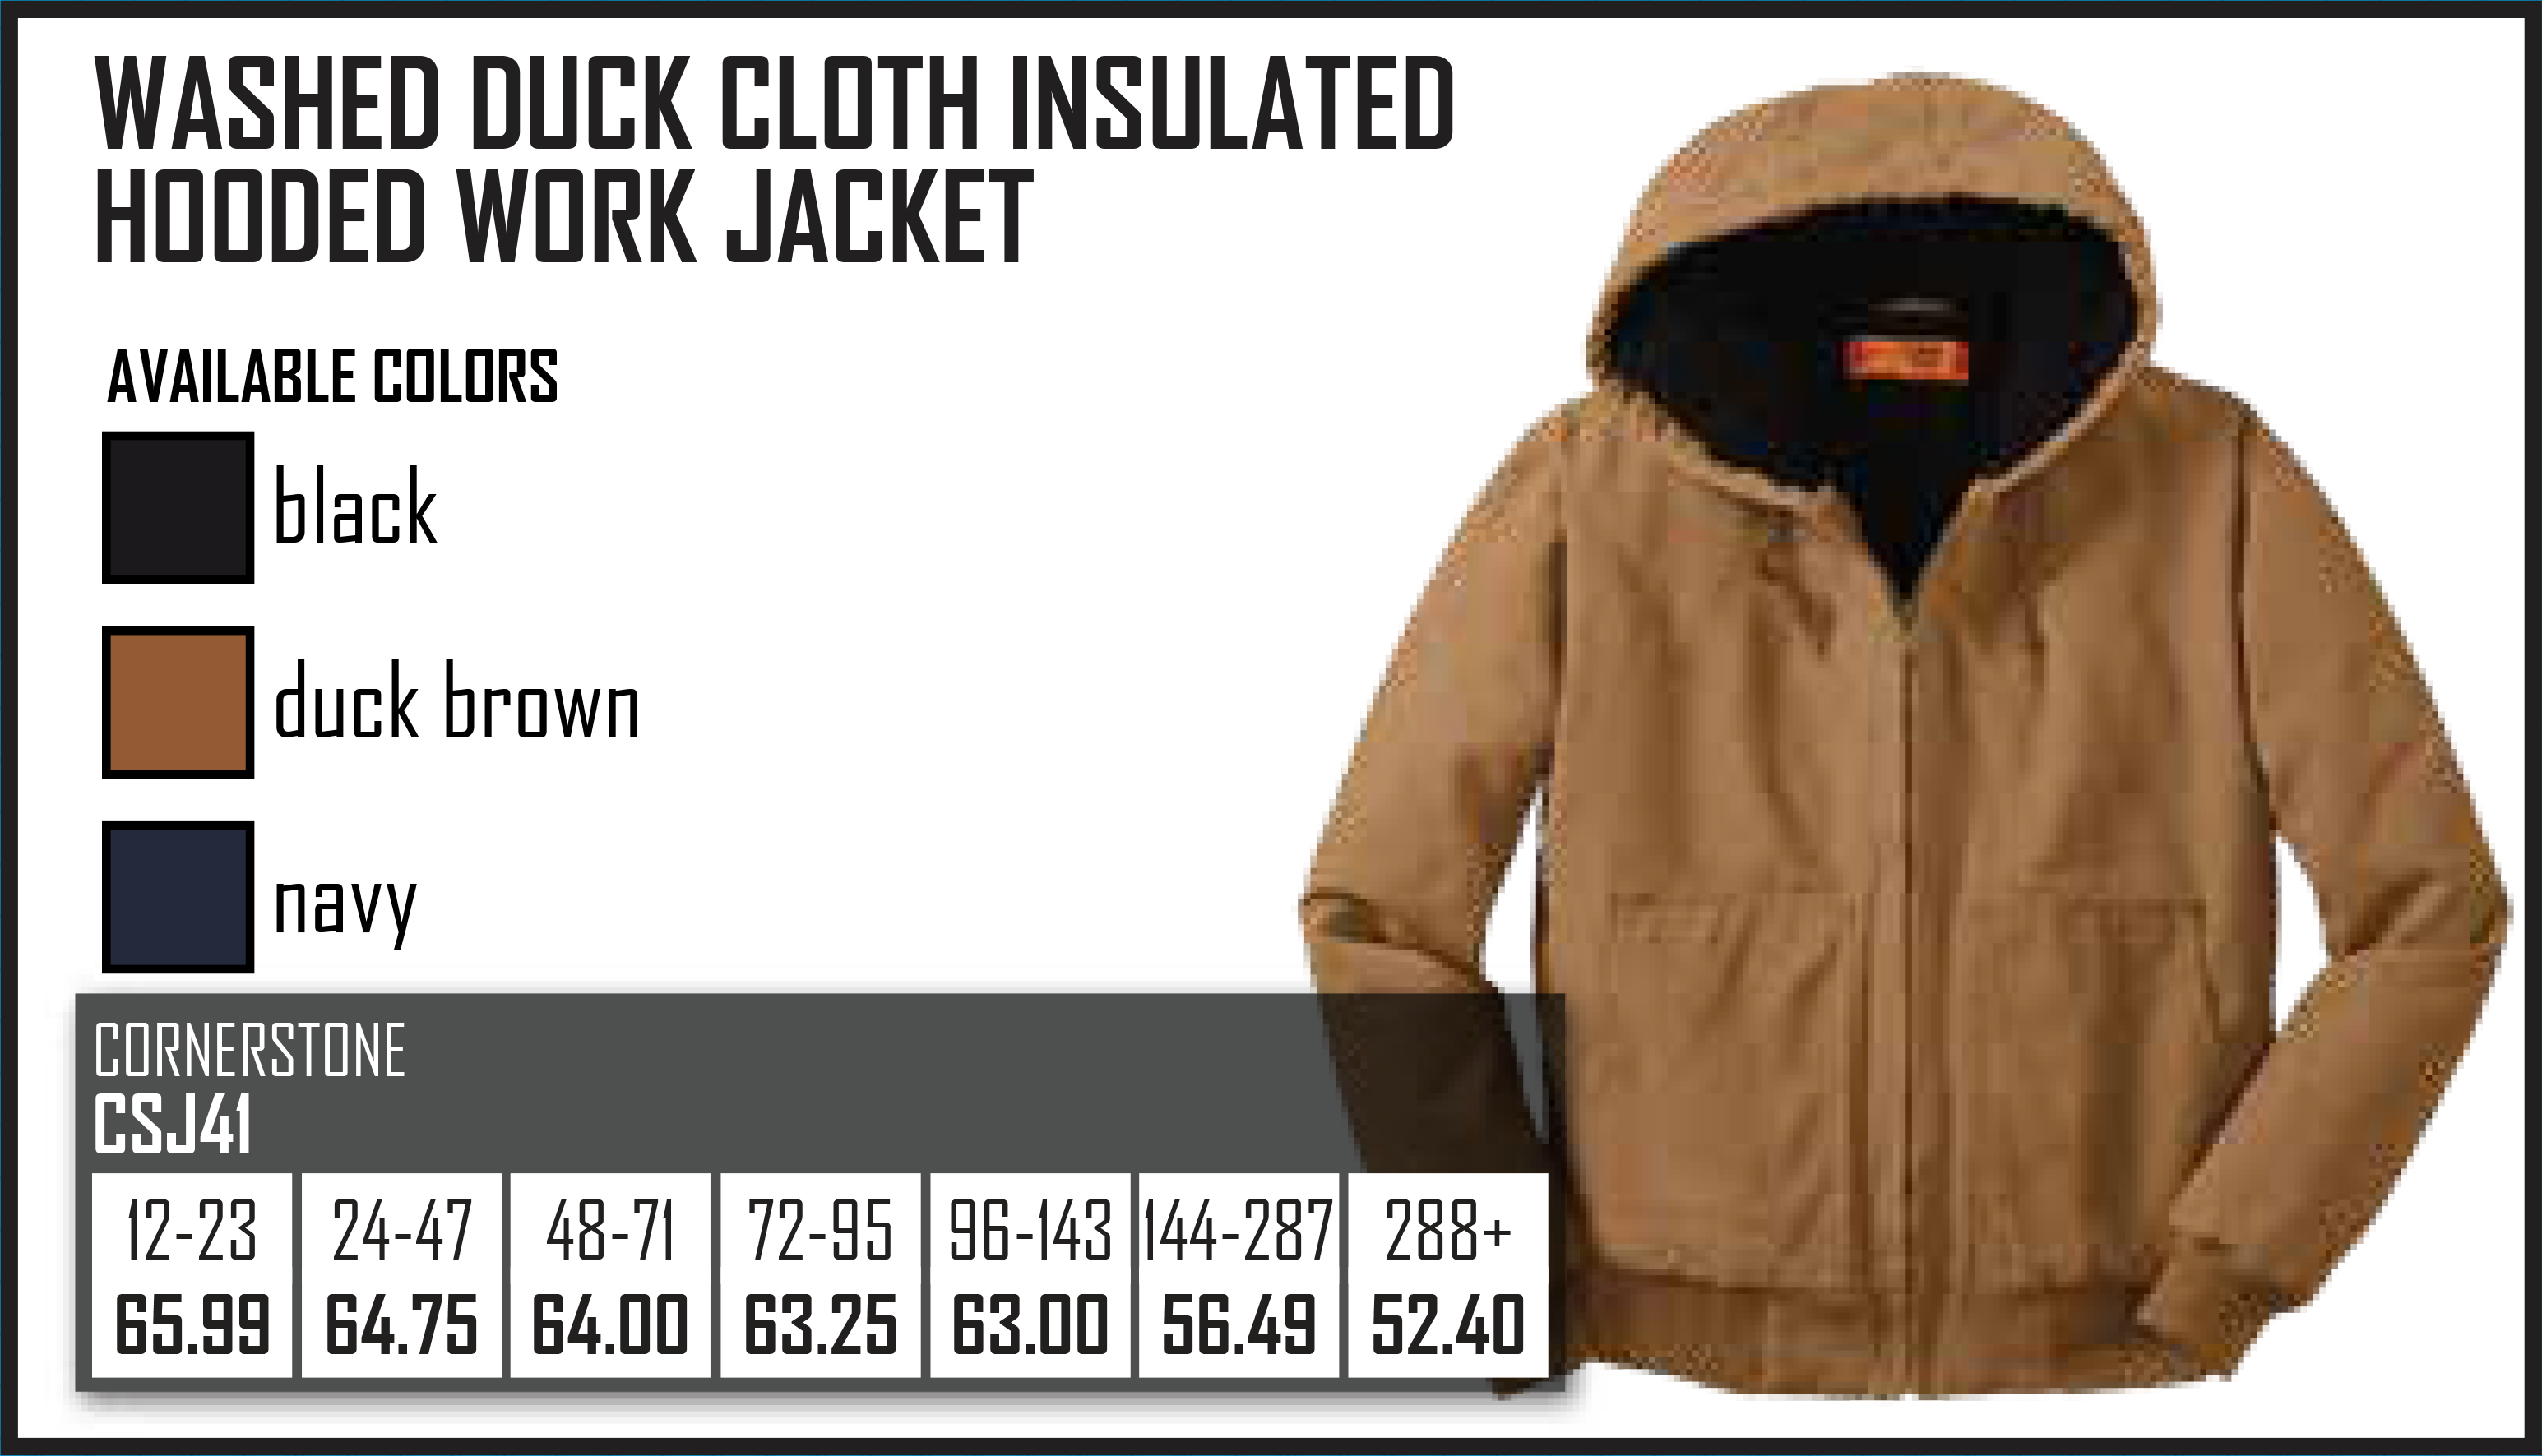 WASHED DUCK CLOTH INSULATED
HOODED WORK JACKET
AVAILABLE COLORS
black
duck brown
navy
CORNERSTONE
CSJ41
12-23 24-47 48-71 72-95 96-143 144-287 288+
65.99 64.75 64.00 63.25 63.00 56.49 52.40